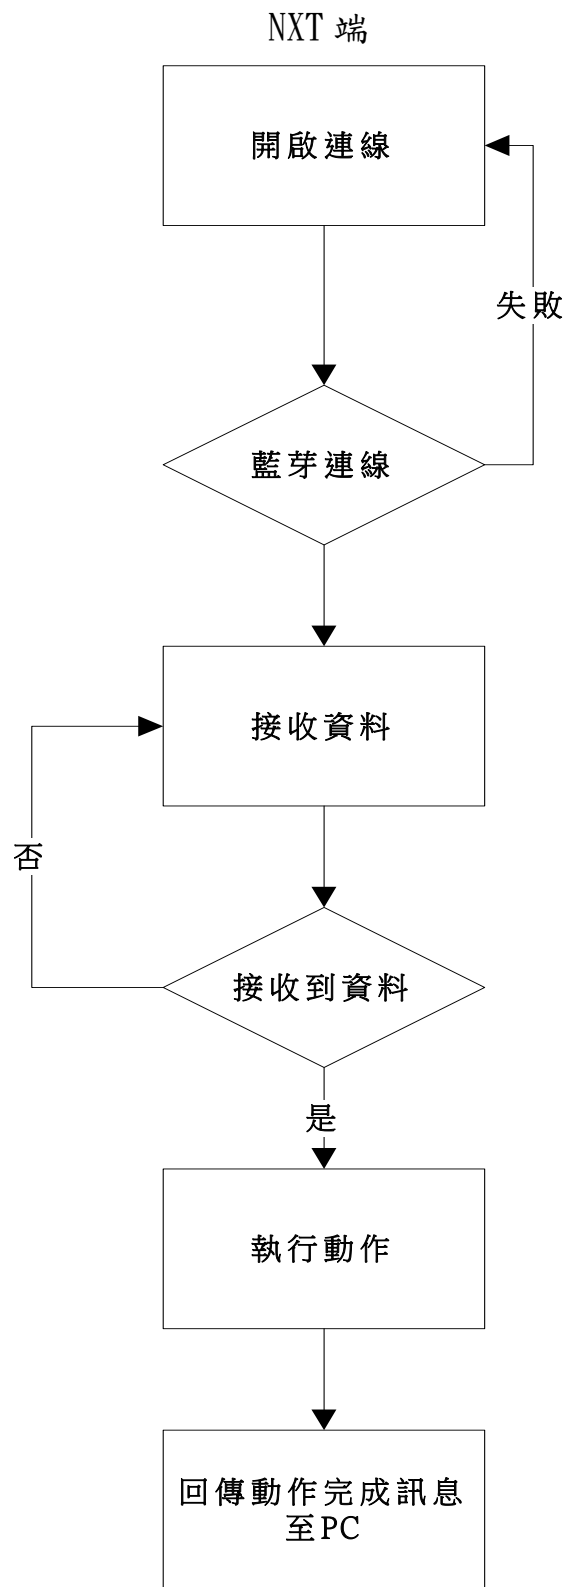 NXT 端
開啟連線
失敗
藍芽連線
接收資料
否
接收到資料
是
執行動作
回傳動作完成訊息
至PC